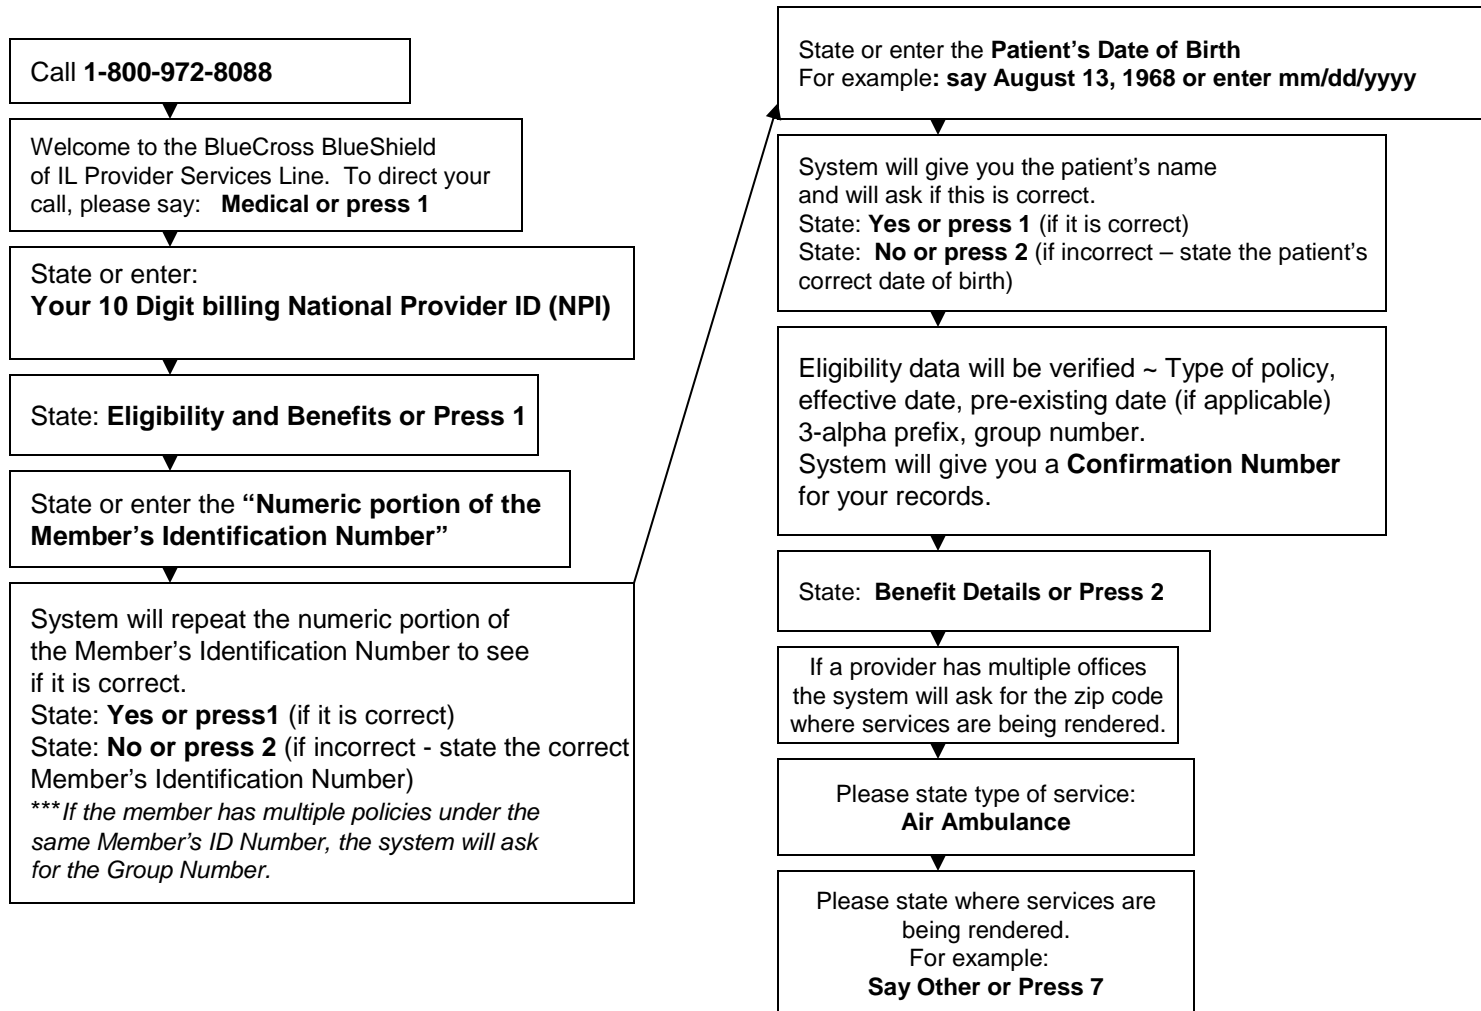 Call 1-800-972-8088
Welcome to the BlueCross BlueShield
of IL Provider Services Line.  To direct your
call, please say:   Medical or press 1
State or enter:
Your 10 Digit billing National Provider ID (NPI)
State: Eligibility and Benefits or Press 1
State or enter the “Numeric portion of the
Member’s Identification Number”
System will repeat the numeric portion of
the Member’s Identification Number to see
if it is correct.
State: Yes or press1 (if it is correct)
State: No or press 2 (if incorrect - state the correct
Member’s Identification Number)
***If the member has multiple policies under the
same Member’s ID Number, the system will ask
for the Group Number.
State or enter the Patient’s Date of Birth
For example: say August 13, 1968 or enter mm/dd/yyyy
System will give you the patient’s name
and will ask if this is correct.
State: Yes or press 1 (if it is correct)
State:  No or press 2 (if incorrect – state the patient’s
correct date of birth)
Eligibility data will be verified ~ Type of policy,
effective date, pre-existing date (if applicable)
3-alpha prefix, group number.
System will give you a Confirmation Number
for your records.
State:  Benefit Details or Press 2
If a provider has multiple offices
the system will ask for the zip code
where services are being rendered.
Please state type of service:
Air Ambulance
Please state where services are
being rendered.
For example:
Say Other or Press 7